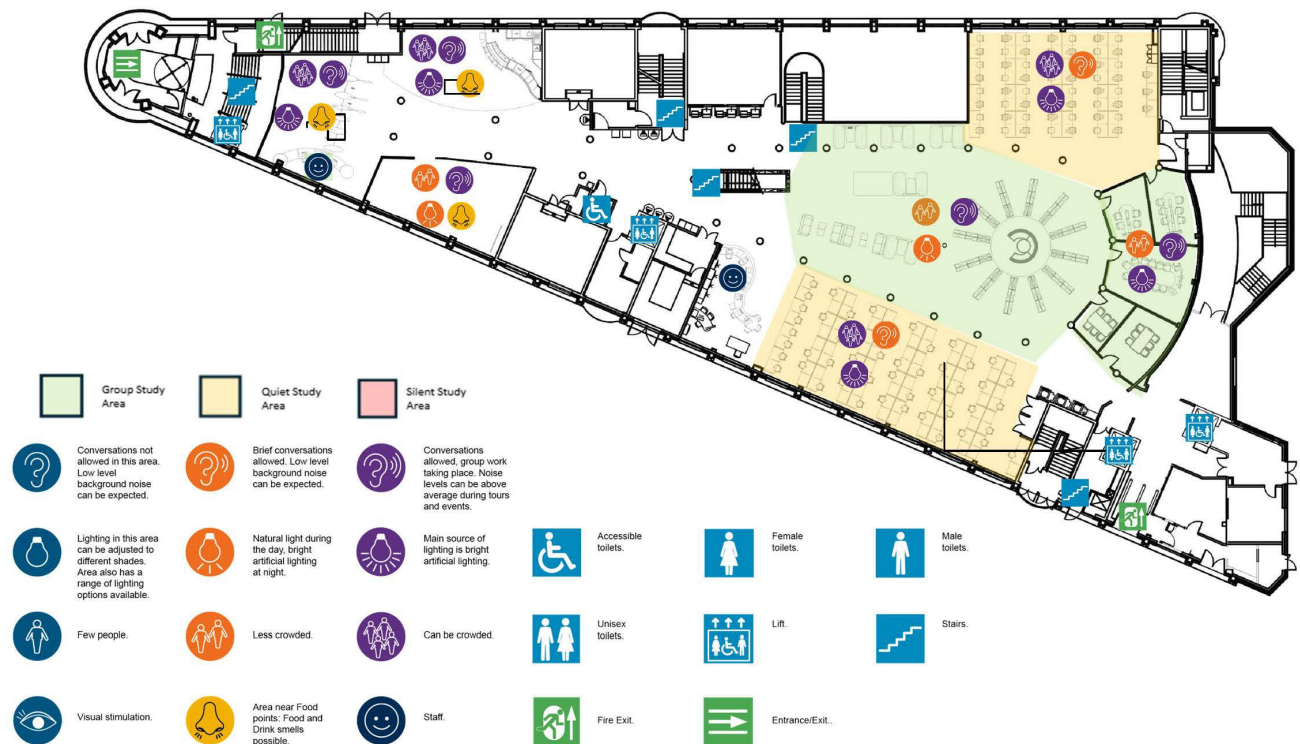 Group Study
Area
Quiet Study
Area
Silent Study
Area
Conversations not
allowed in this area.
Low level
background noise
can be expected.
Brief conversations
allowed. Low level
background noise
can be expected.
Conversations
allowed, group work
taking place. Noise
levels can be above
average during tours
and events.
Lighting in this area
can be adjusted to
different shades.
Area also has a
range of lighting
options available.
Natural light during
the day, bright
artificial lighting
at night.
Main source of
lighting is bright
artificial lighting.
Accessible
toilets.
Female
toilets.
Male
toilets.
Few people.
Less crowded.
Can be crowded.
Unisex
toilets.
Lift.
Stairs.
Visual stimulation.
Area near Food
points: Food and
Drink smells
possible.
Staff.
Fire Exit.
Entrance/Exit..